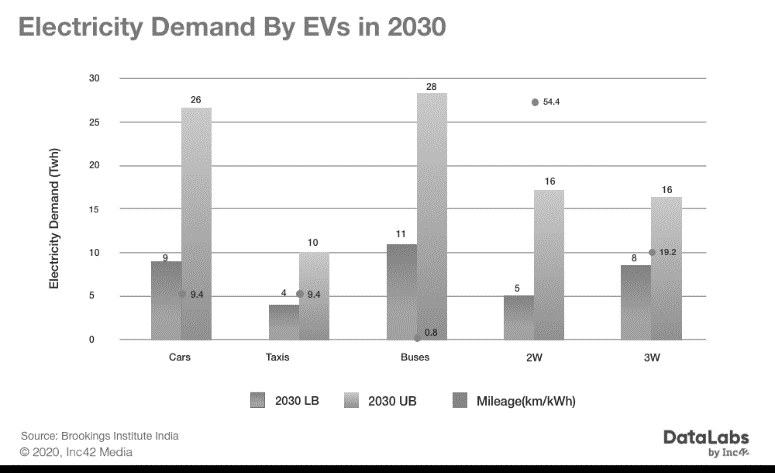 Electricity Demand By EVs in 2030
Electricity Demand (Twh)
30
25
20
15
10
5
0
9
26
9.4
4
10
9.4
11
28
0.8
5
16
54.4
8
16
19.2
Cars
Taxis
Buses
2W
3W
2030 LB
2030 UB
Mileage(km/kWh)
Source: Brookings Institute India
© 2020, Inc42 Media
DataLabs
by Inc42